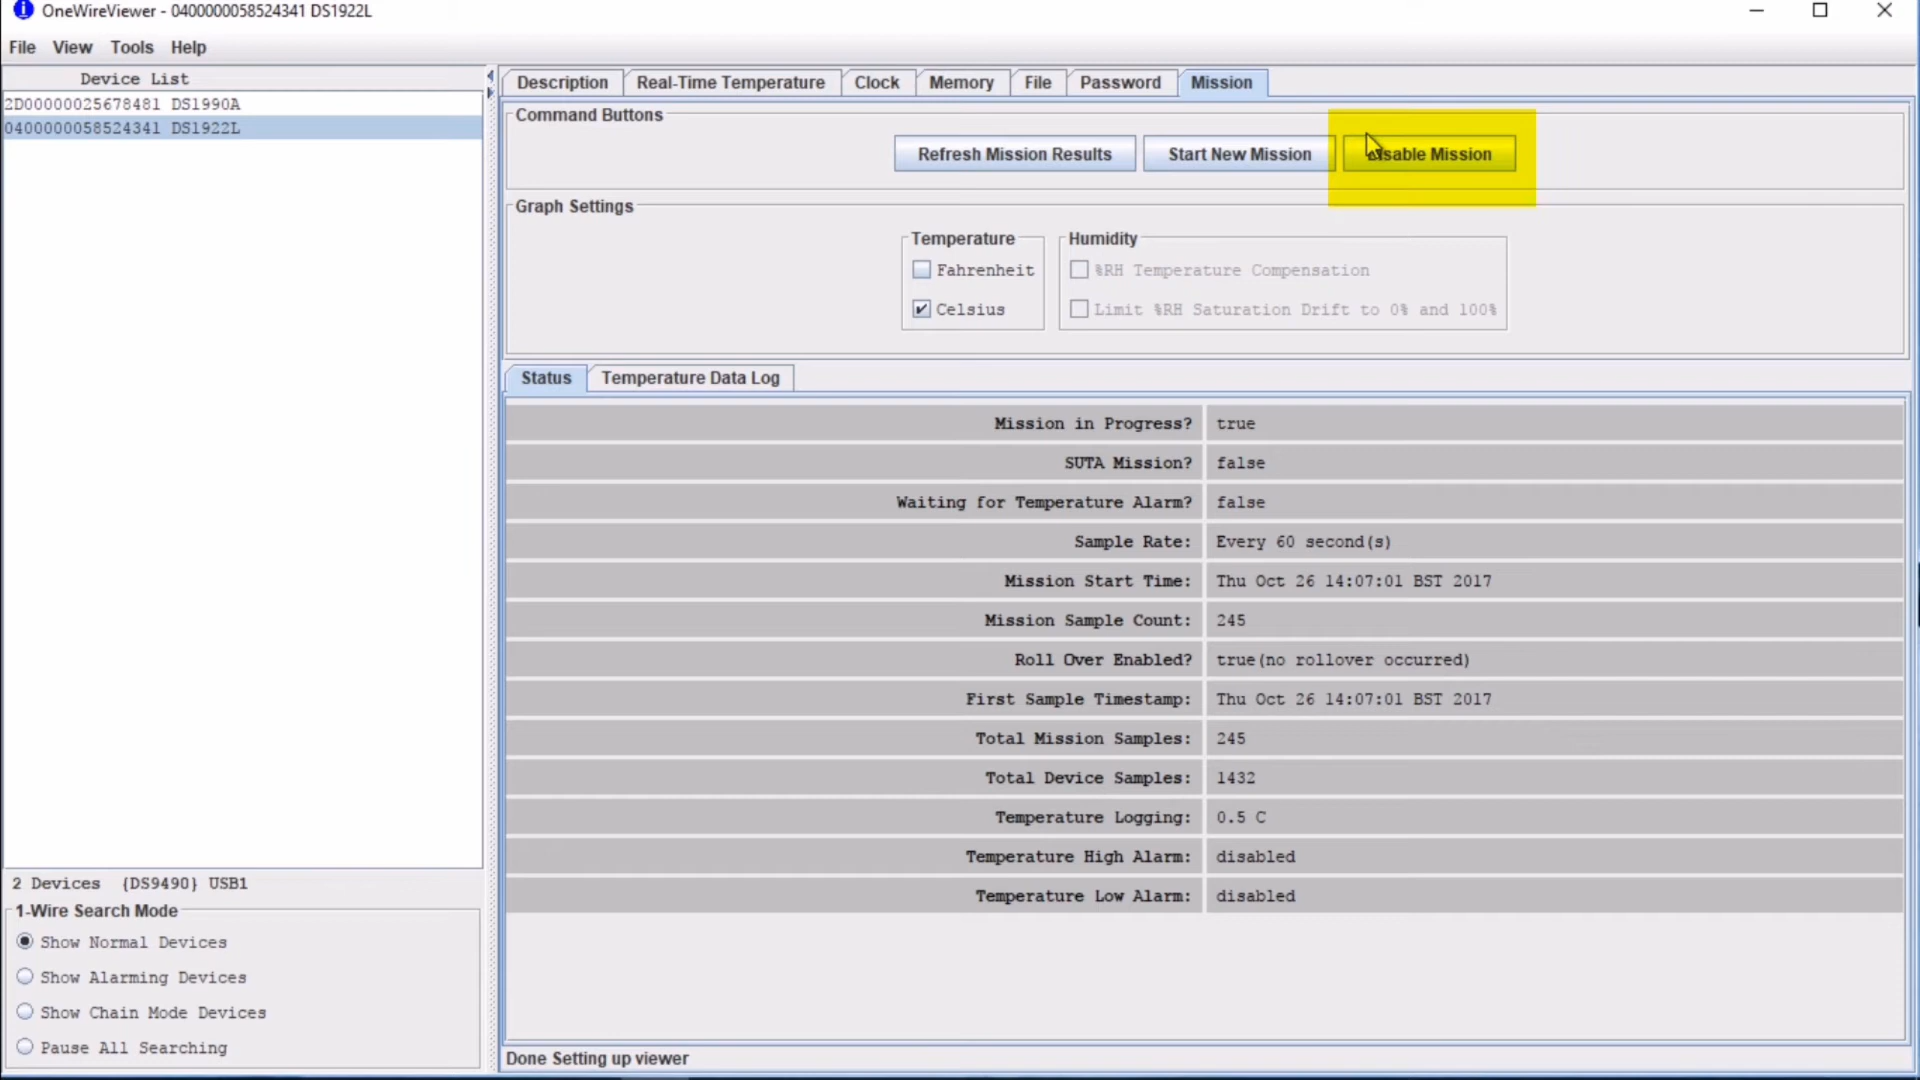 OneWireViewer - 0400000058524341 DS1922L
File View Tools Help
Device List
2D00000025678481 DS1990A
0400000058524341 DS1922L
2 Devices {DS9490} USB1
1-Wire Search Mode
Show Normal Devices
Show Alarming Devices
Show Chain Mode Devices
Pause All Searching
Description Real-Time Temperature Clock Memory File Password Mission
Command Buttons
Refresh Mission Results Start New Mission Disable Mission
Graph Settings
Temperature
Fahrenheit
Celsius
Humidity
%RH Temperature Compensation
Limit %RH Saturation Drift to 0% and 100%
Status Temperature Data Log
Mission in Progress? true
SUTA Mission? false
Waiting for Temperature Alarm? false
Sample Rate: Every 60 second(s)
Mission Start Time: Thu Oct 26 14:07:01 BST 2017
Mission Sample Count: 245
Roll Over Enabled? true(no rollover occurred)
First Sample Timestamp: Thu Oct 26 14:07:01 BST 2017
Total Mission Samples: 245
Total Device Samples: 1432
Temperature Logging: 0.5 C
Temperature High Alarm: disabled
Temperature Low Alarm: disabled
Done Setting up viewer